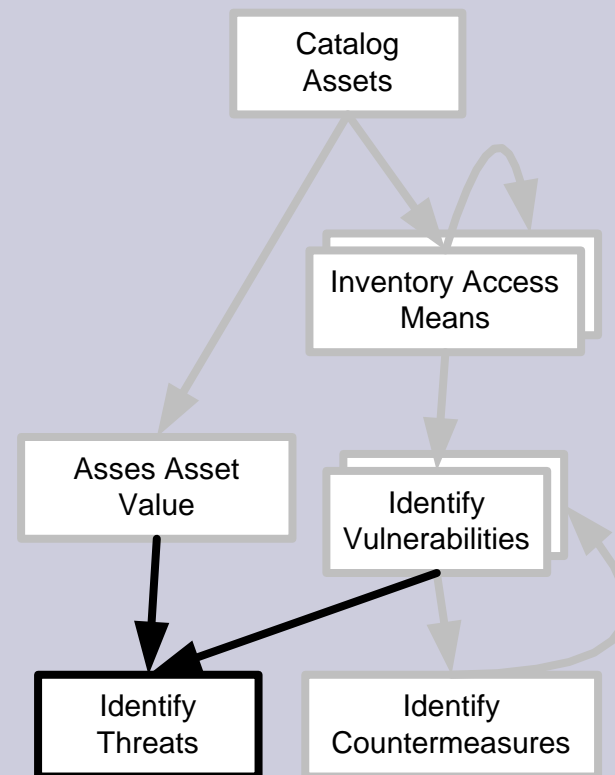 Catalog
Assets
Inventory Access
Means
Asses Asset
Value
Identify
Vulnerabilities
Identify
Threats
Identify
Countermeasures